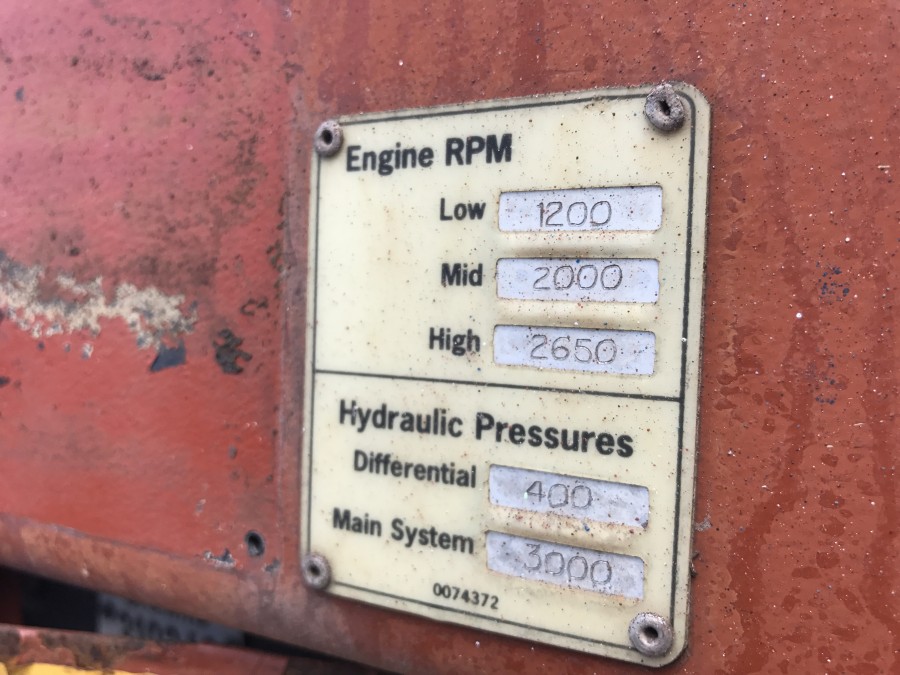 Engine RPM
Low 1200
Mid 2000
High 2650
Hydraulic Pressures
Differential 400
Main System 3000
0074372